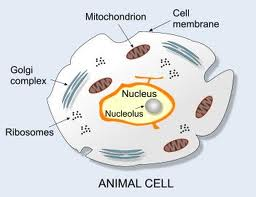 Mitochondrion
Cell
membrane
Golgi
complex
Nucleus
Nucleolus
Ribosomes
ANIMAL CELL